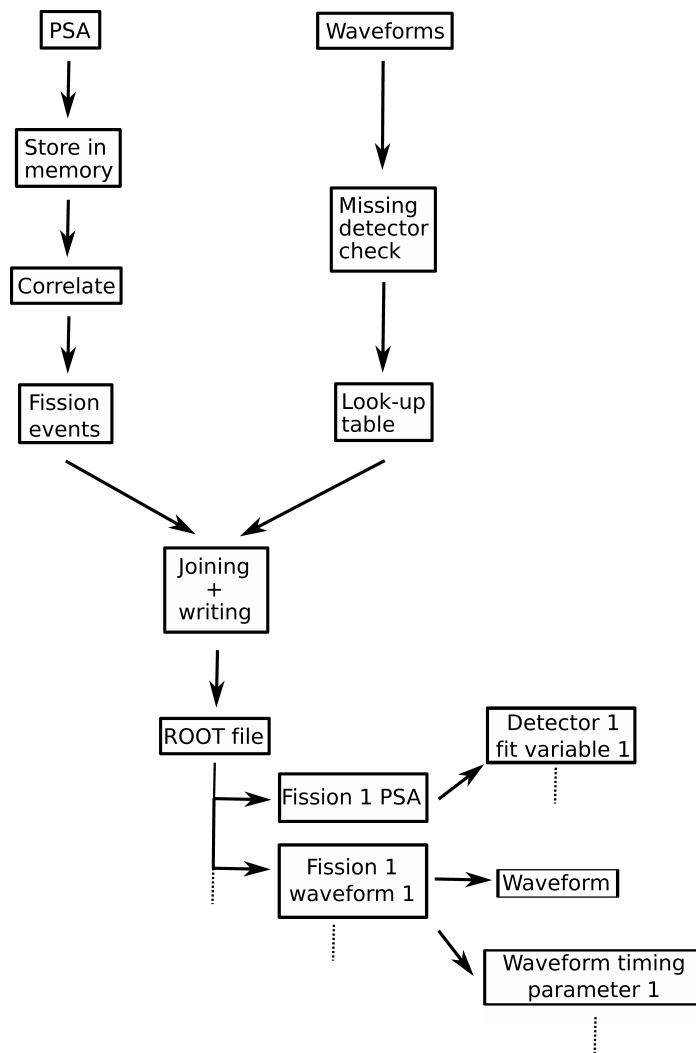 PSA
Waveforms
Store in
memory
Missing
detector
check
Correlate
Fission
events
Look-up
table
Joining
+
writing
ROOT file
Detector 1
fit variable 1
Fission 1 PSA
Fission 1
waveform 1
Waveform
Waveform timing
parameter 1